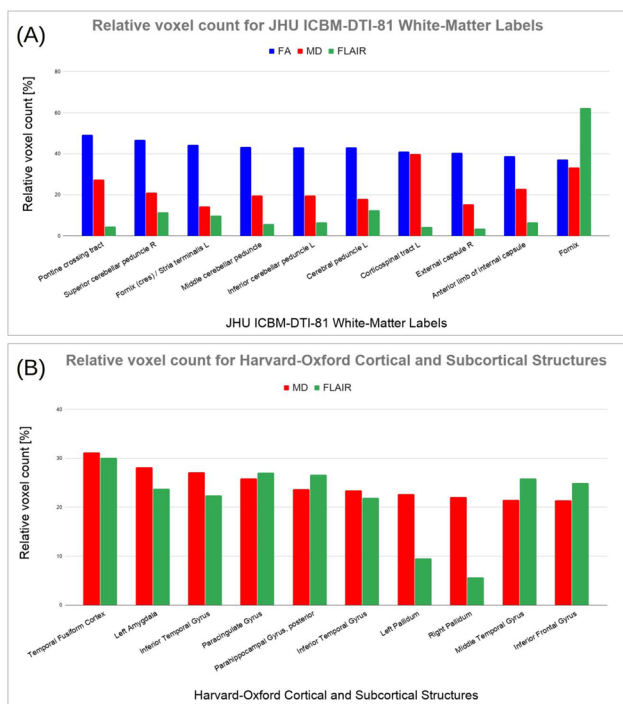 (A)
Relative voxel count for JHU ICBM-DTI-81 White-Matter Labels
FA MD FLAIR
Relative voxel count [%]
80
60
40
20
0
Pontine crossing tract
Superior cerebellar peduncle R
Fornix (cres) / Stria terminalis L
Middle cerebellar peduncle
Inferior cerebellar peduncle L
Cerebral peduncle L
Corticospinal tract L
External capsule R
Anterior limb of internal capsule
Fornix
JHU ICBM-DTI-81 White-Matter Labels
(B)
Relative voxel count for Harvard-Oxford Cortical and Subcortical Structures
MD FLAIR
Relative voxel count [%]
40
30
20
10
0
Temporal Fusiform Cortex
Left Amygdala
Inferior Temporal Gyrus
Paracingulate Gyrus
Parahippocampal Gyrus, posterior
Inferior Temporal Gyrus
Left Pallidum
Right Pallidum
Middle Temporal Gyrus
Inferior Frontal Gyrus
Harvard-Oxford Cortical and Subcortical Structures